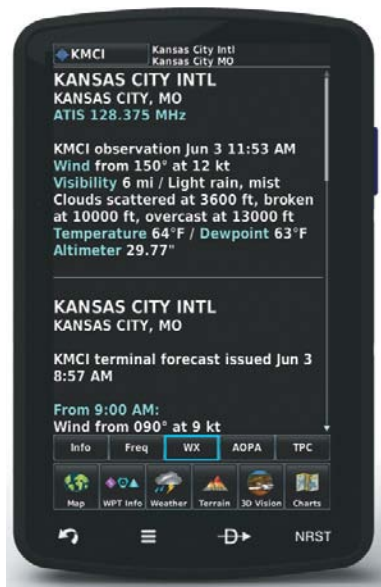 KMCI
Kansas City Intl
Kansas City MO
KANSAS CITY INTL
KANSAS CITY, MO
ATIS 128.375 MHz
KMCI observation Jun 3 11:53 AM
Wind from 150° at 12 kt
Visibility 6 mi / Light rain, mist
Clouds scattered at 3600 ft, broken
at 10000 ft, overcast at 13000 ft
Temperature 64°F / Dewpoint 63°F
Altimeter 29.77"
KANSAS CITY INTL
KANSAS CITY, MO
KMCI terminal forecast issued Jun 3
8:57 AM
From 9:00 AM:
Wind from 090° at 9 kt
Info Freq WX AOPA TPC
Map WPT Info Weather Terrain 3D Vision Charts
D NRST